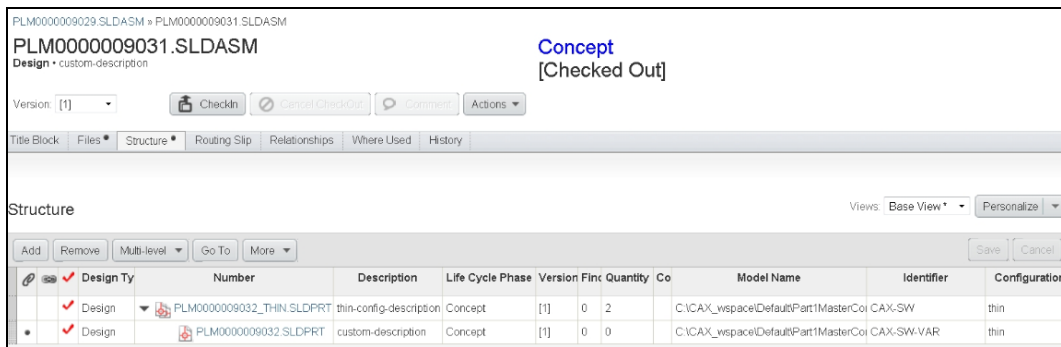 PLM0000009029.SLDASM » PLM0000009031.SLDASM
PLM0000009031.SLDASM
Design • custom-description
Concept
[Checked Out]
Version: [1] CheckIn Cancel CheckOut Comment Actions
Title Block Files Structure Routing Slip Relationships Where Used History
Structure
Views: Base View* Personalize
Add Remove Multi-level Go To More Save Cancel
Design Ty Number Description Life Cycle Phase Version Find Quantity Co Model Name Identifier Configuration
Design PLM0000009032_THIN.SLDPRT thin-config-description Concept [1] 0 2 C:\CAX_wspace\Default\Part1MasterCo CAX-SW thin
Design PLM0000009032.SLDPRT custom-description Concept [1] 0 0 C:\CAX_wspace\Default\Part1MasterCo CAX-SW-VAR thin